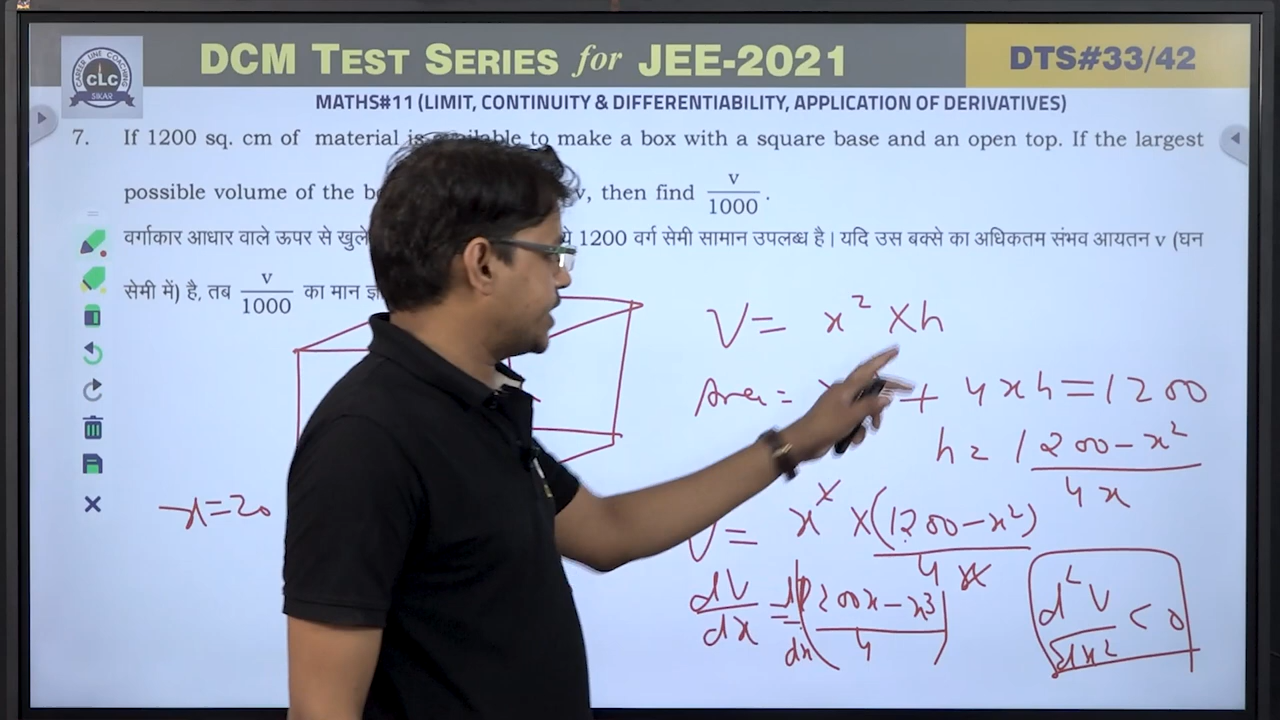 CAREER LINE COACHING
CLC
SIKAR
DCM TEST SERIES for JEE-2021
DTS#33/42
MATHS#11 (LIMIT, CONTINUITY & DIFFERENTIABILITY, APPLICATION OF DERIVATIVES)
7. If 1200 sq. cm of material is available to make a box with a square base and an open top. If the largest
possible volume of the v, then find v/1000.
वर्गाकार आधार वाले ऊपर से खुले 1200 वर्ग सेमी सामान उपलब्ध है। यदि उस बक्से का अधिकतम संभव आयतन v (घन
सेमी में) है, तब v/1000 का मान
V = x² × h
Area = + 4xh = 1200
h = 1200 - x² / 4x
x = 20
V = x × (1200 - x²) / 4x
dV/dx = d/dx (1200x - x³ / 4)
d²V/dx² < 0